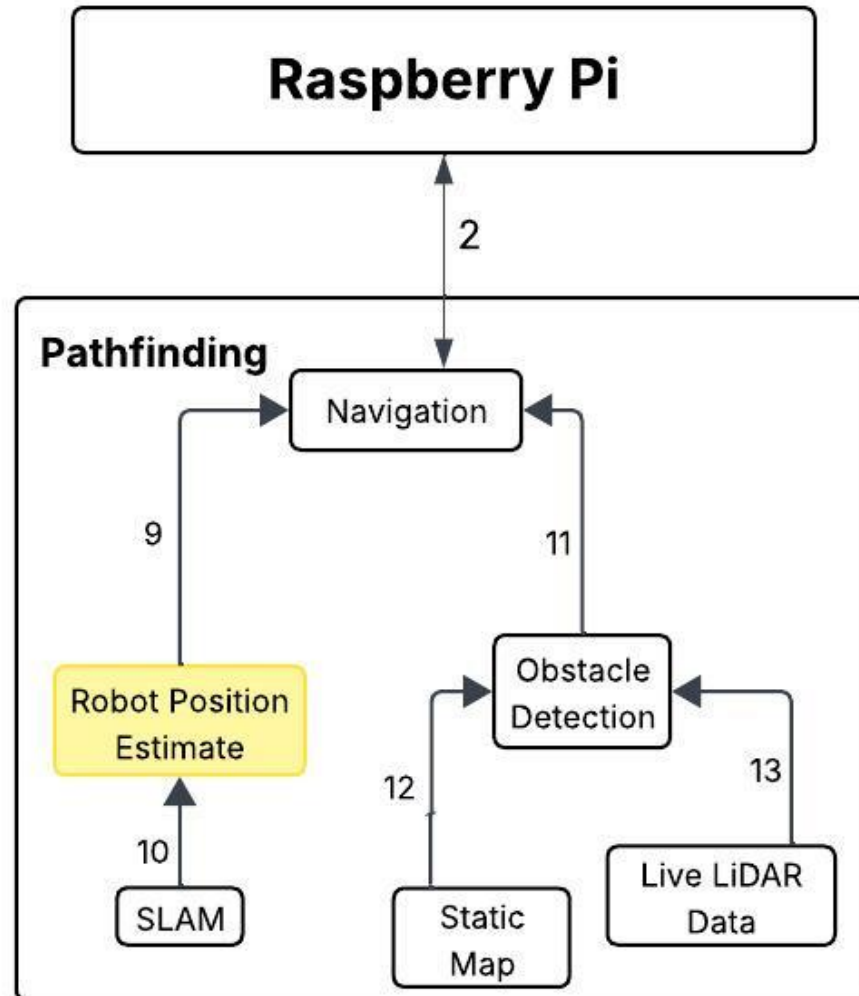 Raspberry Pi
2
Pathfinding
Navigation
9
11
Robot Position
Estimate
Obstacle
Detection
12
13
10
SLAM
Static
Map
Live LiDAR
Data